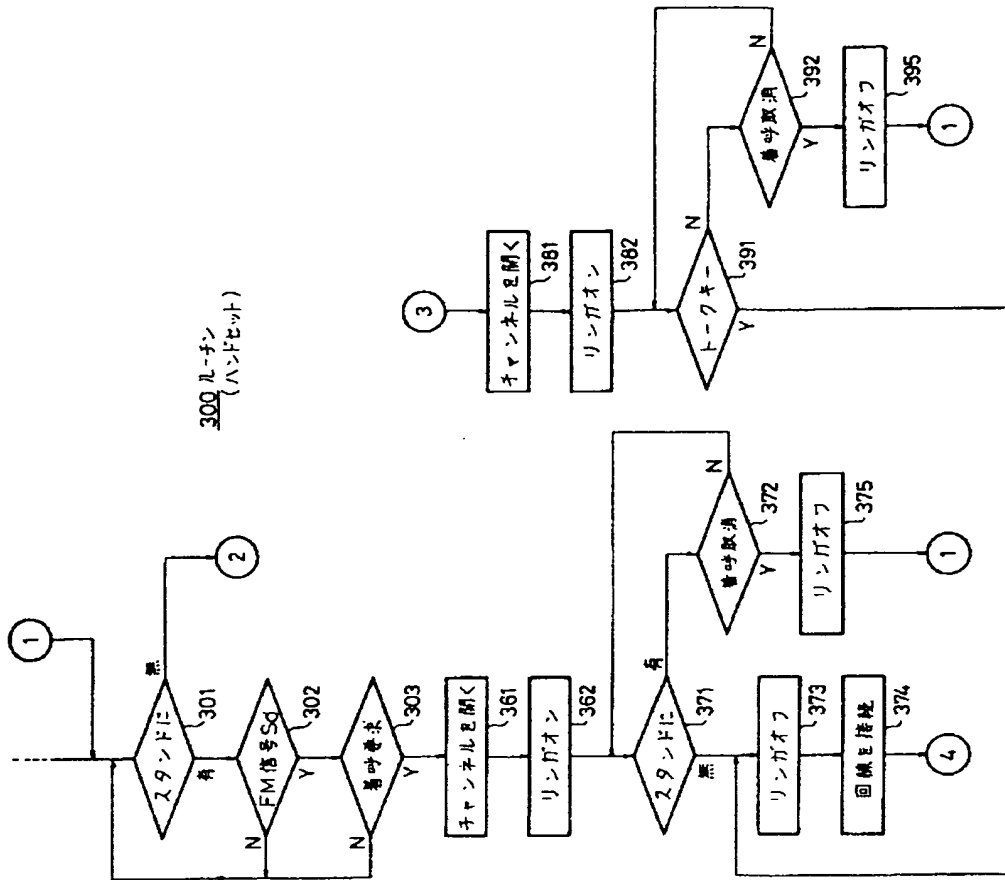 300 ルーチン
(ハンドセット)
1
スタンドに
301
有
無
2
FM信号Sd
302
N
Y
着呼要求
303
N
Y
チャンネルを開く
361
リンガオン
362
スタンドに
371
有
無
着呼取消
372
N
Y
リンガオフ
375
1
リンガオフ
373
回線を接続
374
4
3
チャンネルを開く
381
リンガオン
382
トークキー
391
N
Y
着呼取消
392
N
Y
リンガオフ
395
1